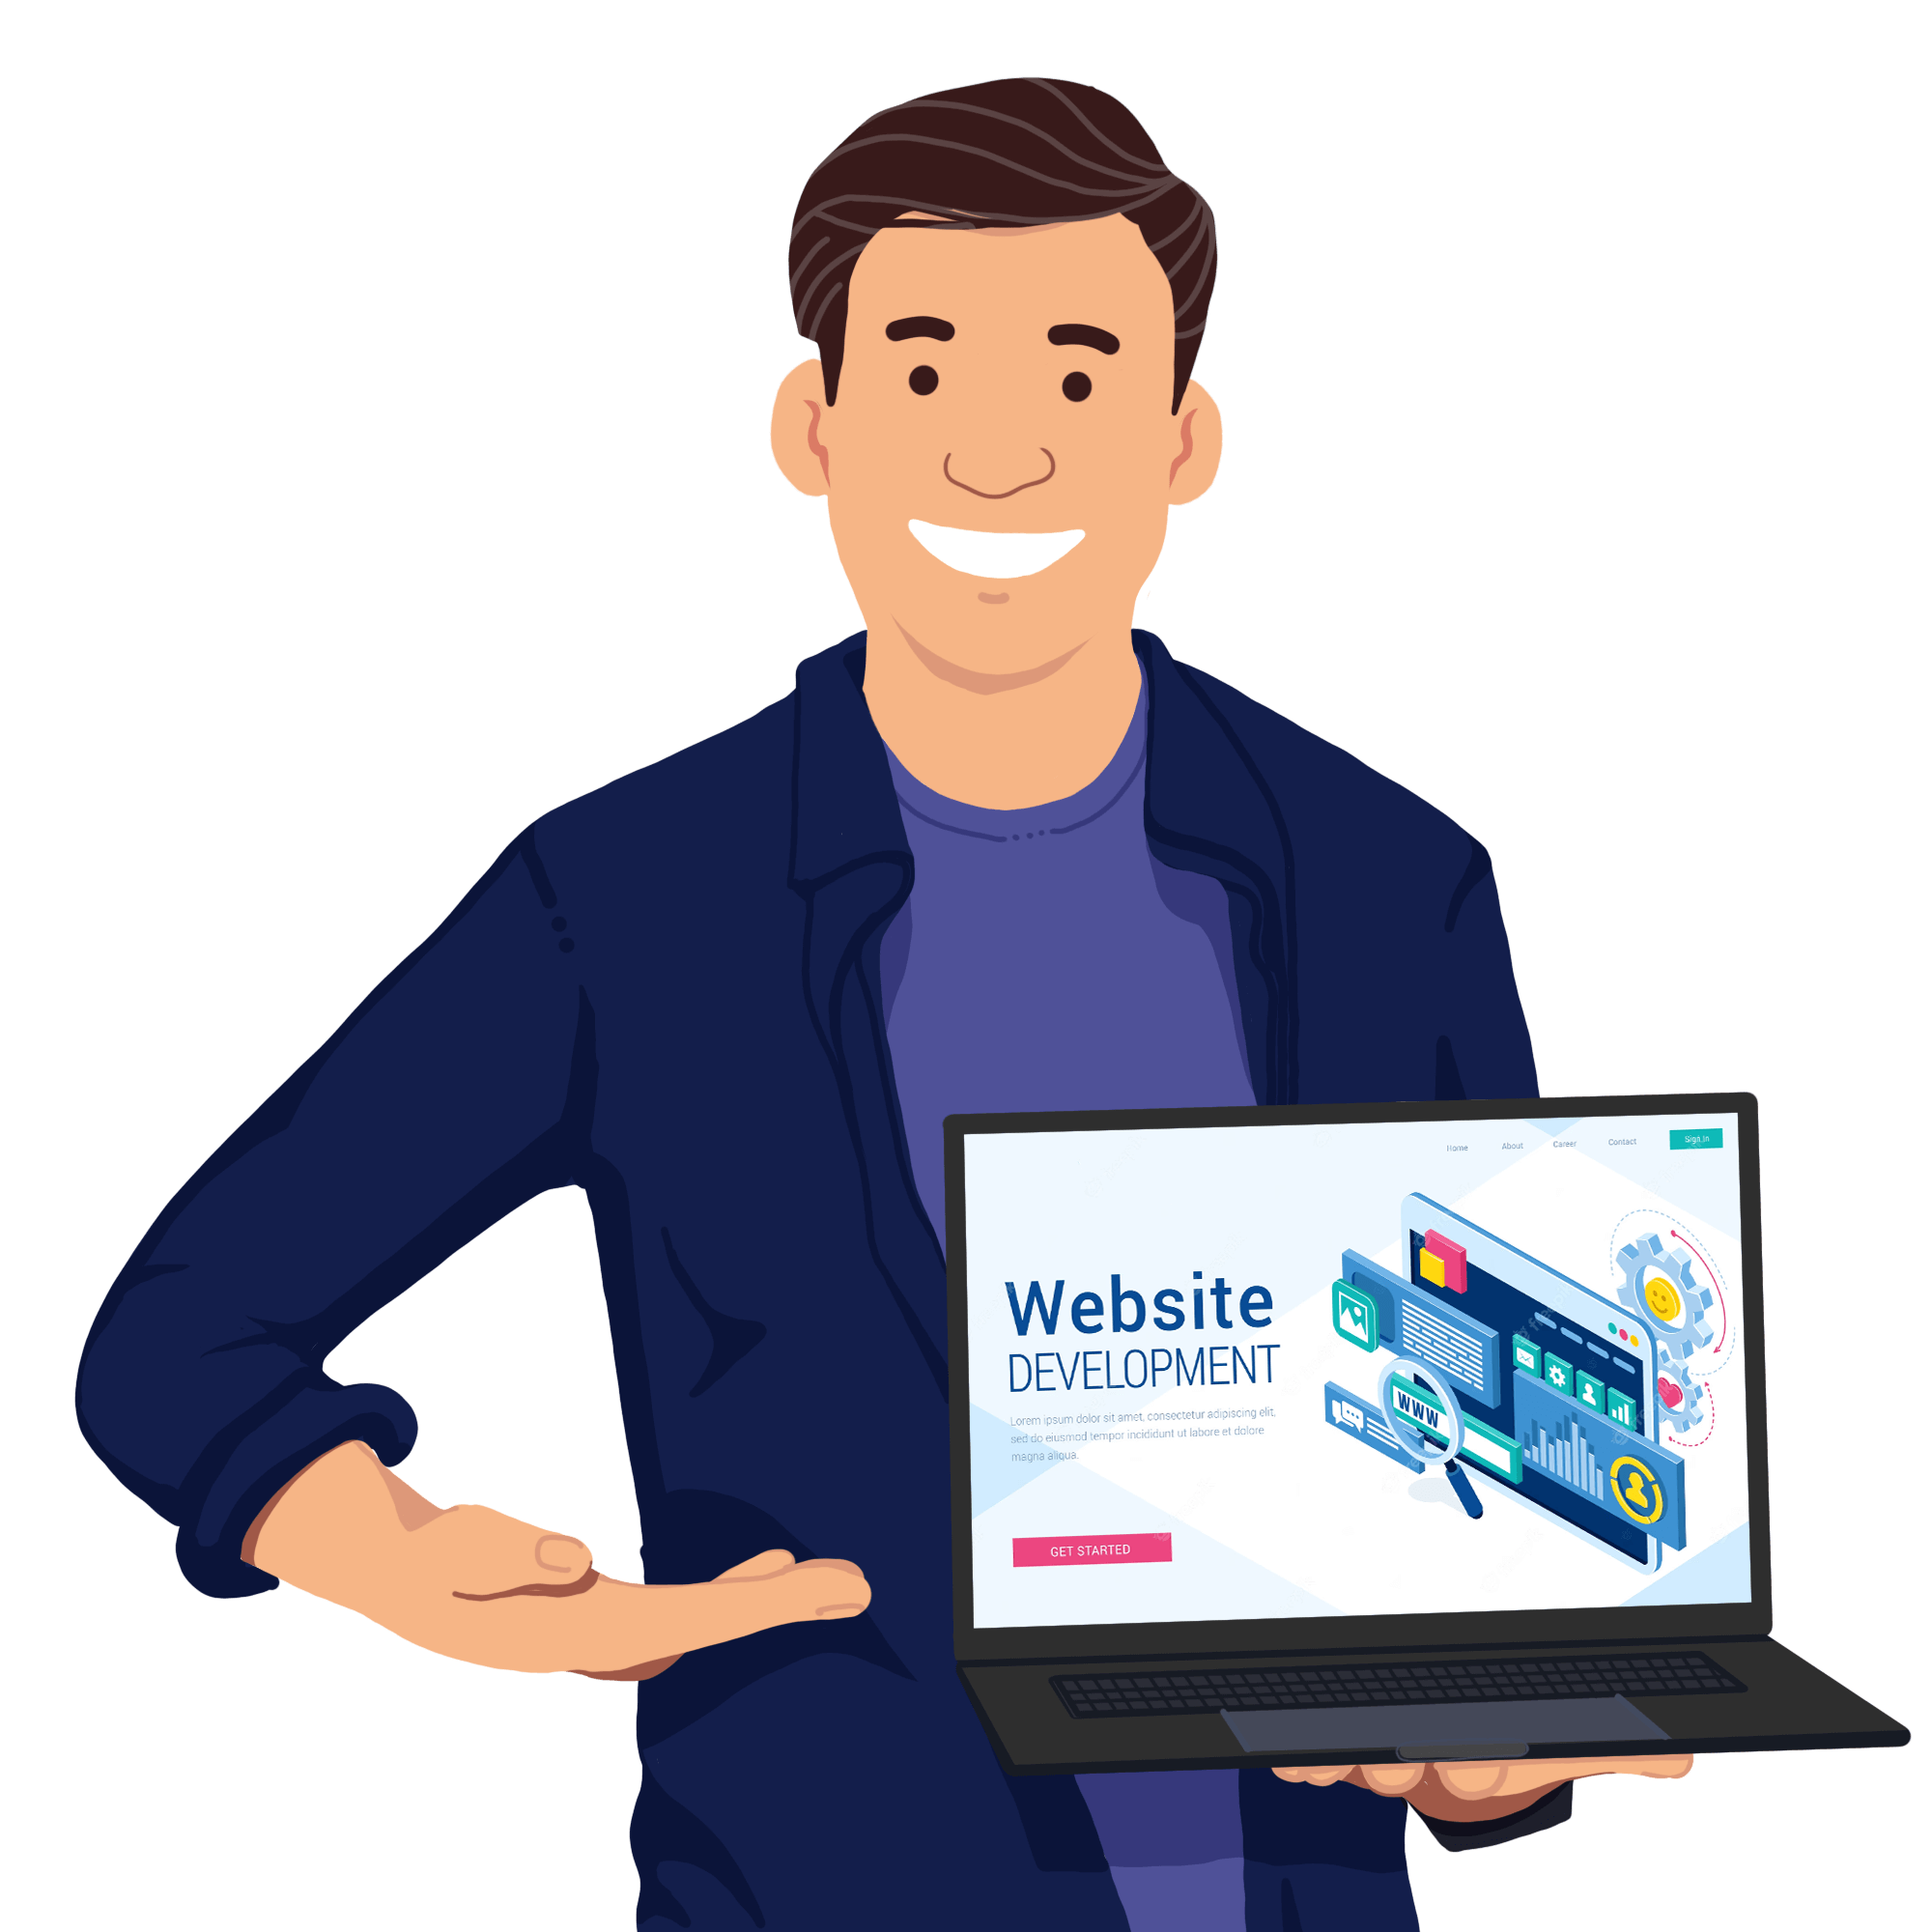 Home About Career Contact Sign In
Website
DEVELOPMENT
Lorem ipsum dolor sit amet, consectetur adipiscing elit,
sed do eiusmod tempor incididunt ut labore et dolore
magna aliqua.
WWW
GET STARTED